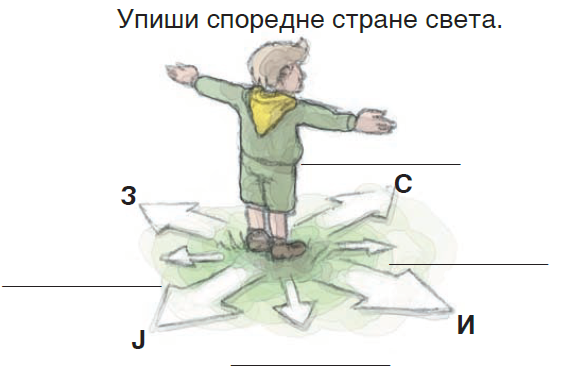 Упиши споредне стране света.
С
З
Ј
И